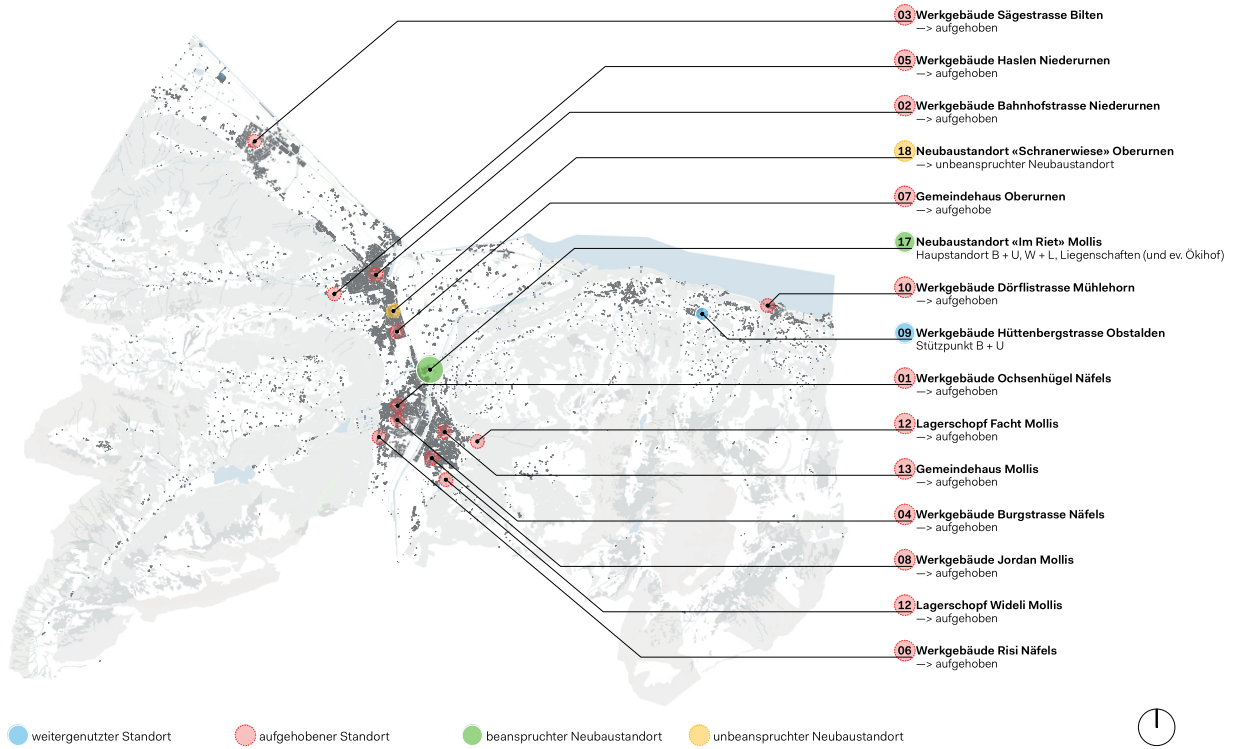 03 Werkgebäude Sägestrasse Bilten
—> aufgehoben
05 Werkgebäude Haslen Niederurnen
—> aufgehoben
02 Werkgebäude Bahnhofstrasse Niederurnen
—> aufgehoben
18 Neubaustandort «Schranerwiese» Oberurnen
—> unbeanspruchter Neubaustandort
07 Gemeindehaus Oberurnen
—> aufgehobe
17 Neubaustandort «Im Riet» Mollis
Haupstandort B + U, W + L, Liegenschaften (und ev. Ökihof)
10 Werkgebäude Dörflistrasse Mühlehorn
—> aufgehoben
09 Werkgebäude Hüttenbergstrasse Obstalden
Stützpunkt B + U
01 Werkgebäude Ochsenhügel Näfels
—> aufgehoben
12 Lagerschopf Facht Mollis
—> aufgehoben
13 Gemeindehaus Mollis
—> aufgehoben
04 Werkgebäude Burgstrasse Näfels
—> aufgehoben
08 Werkgebäude Jordan Mollis
—> aufgehoben
12 Lagerschopf Wideli Mollis
—> aufgehoben
06 Werkgebäude Risi Näfels
—> aufgehoben
weitergenutzter Standort
aufgehobener Standort
beanspruchter Neubaustandort
unbeanspruchter Neubaustandort